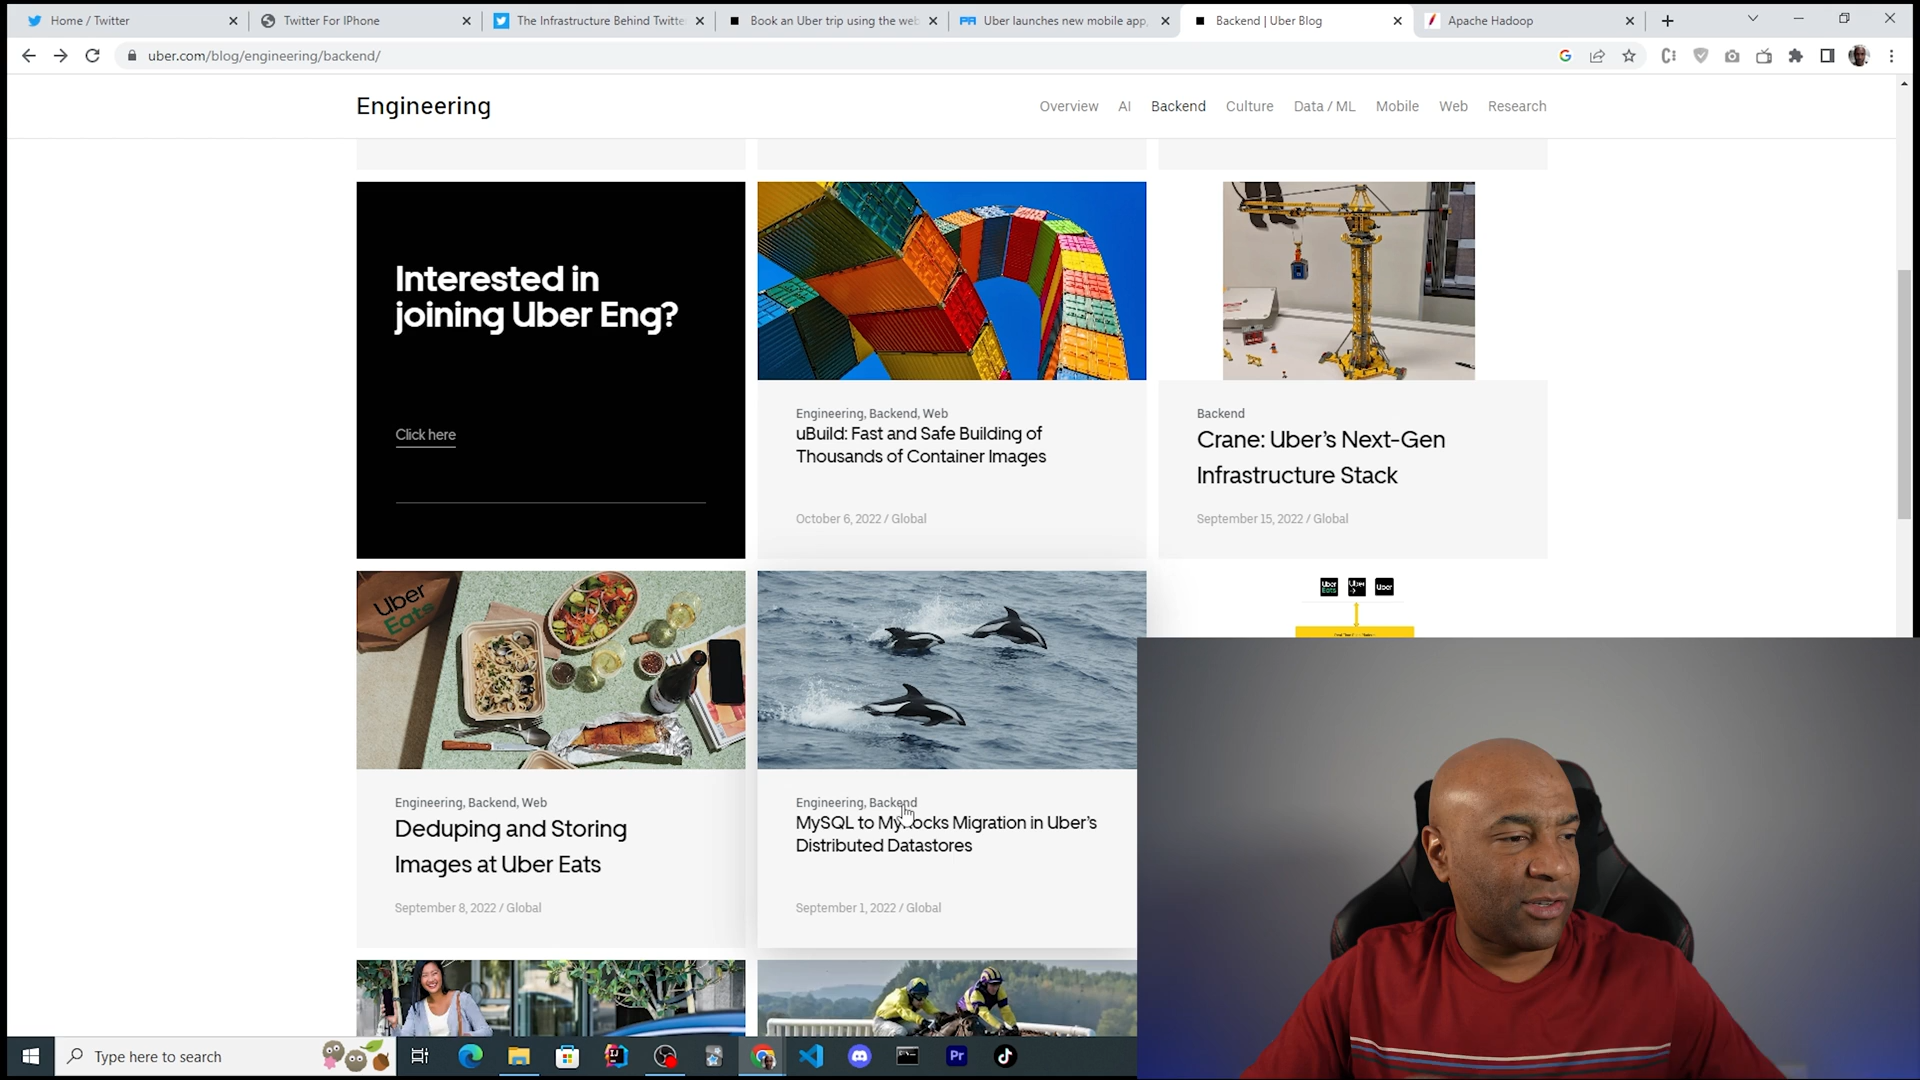 Home / Twitter
Twitter For IPhone
The Infrastructure Behind Twitte
Book an Uber trip using the web
Uber launches new mobile app,
Backend | Uber Blog
Apache Hadoop
uber.com/blog/engineering/backend/
Engineering
Overview
AI
Backend
Culture
Data / ML
Mobile
Web
Research
Interested in
joining Uber Eng?
Click here
Engineering, Backend, Web
uBuild: Fast and Safe Building of
Thousands of Container Images
October 6, 2022 / Global
Backend
Crane: Uber's Next-Gen
Infrastructure Stack
September 15, 2022 / Global
Uber
Eats
Uber
Eats
Uber
Uber
Engineering, Backend, Web
Deduping and Storing
Images at Uber Eats
September 8, 2022 / Global
Engineering, Backend
MySQL to MyRocks Migration in Uber's
Distributed Datastores
September 1, 2022 / Global
Type here to search
Pr